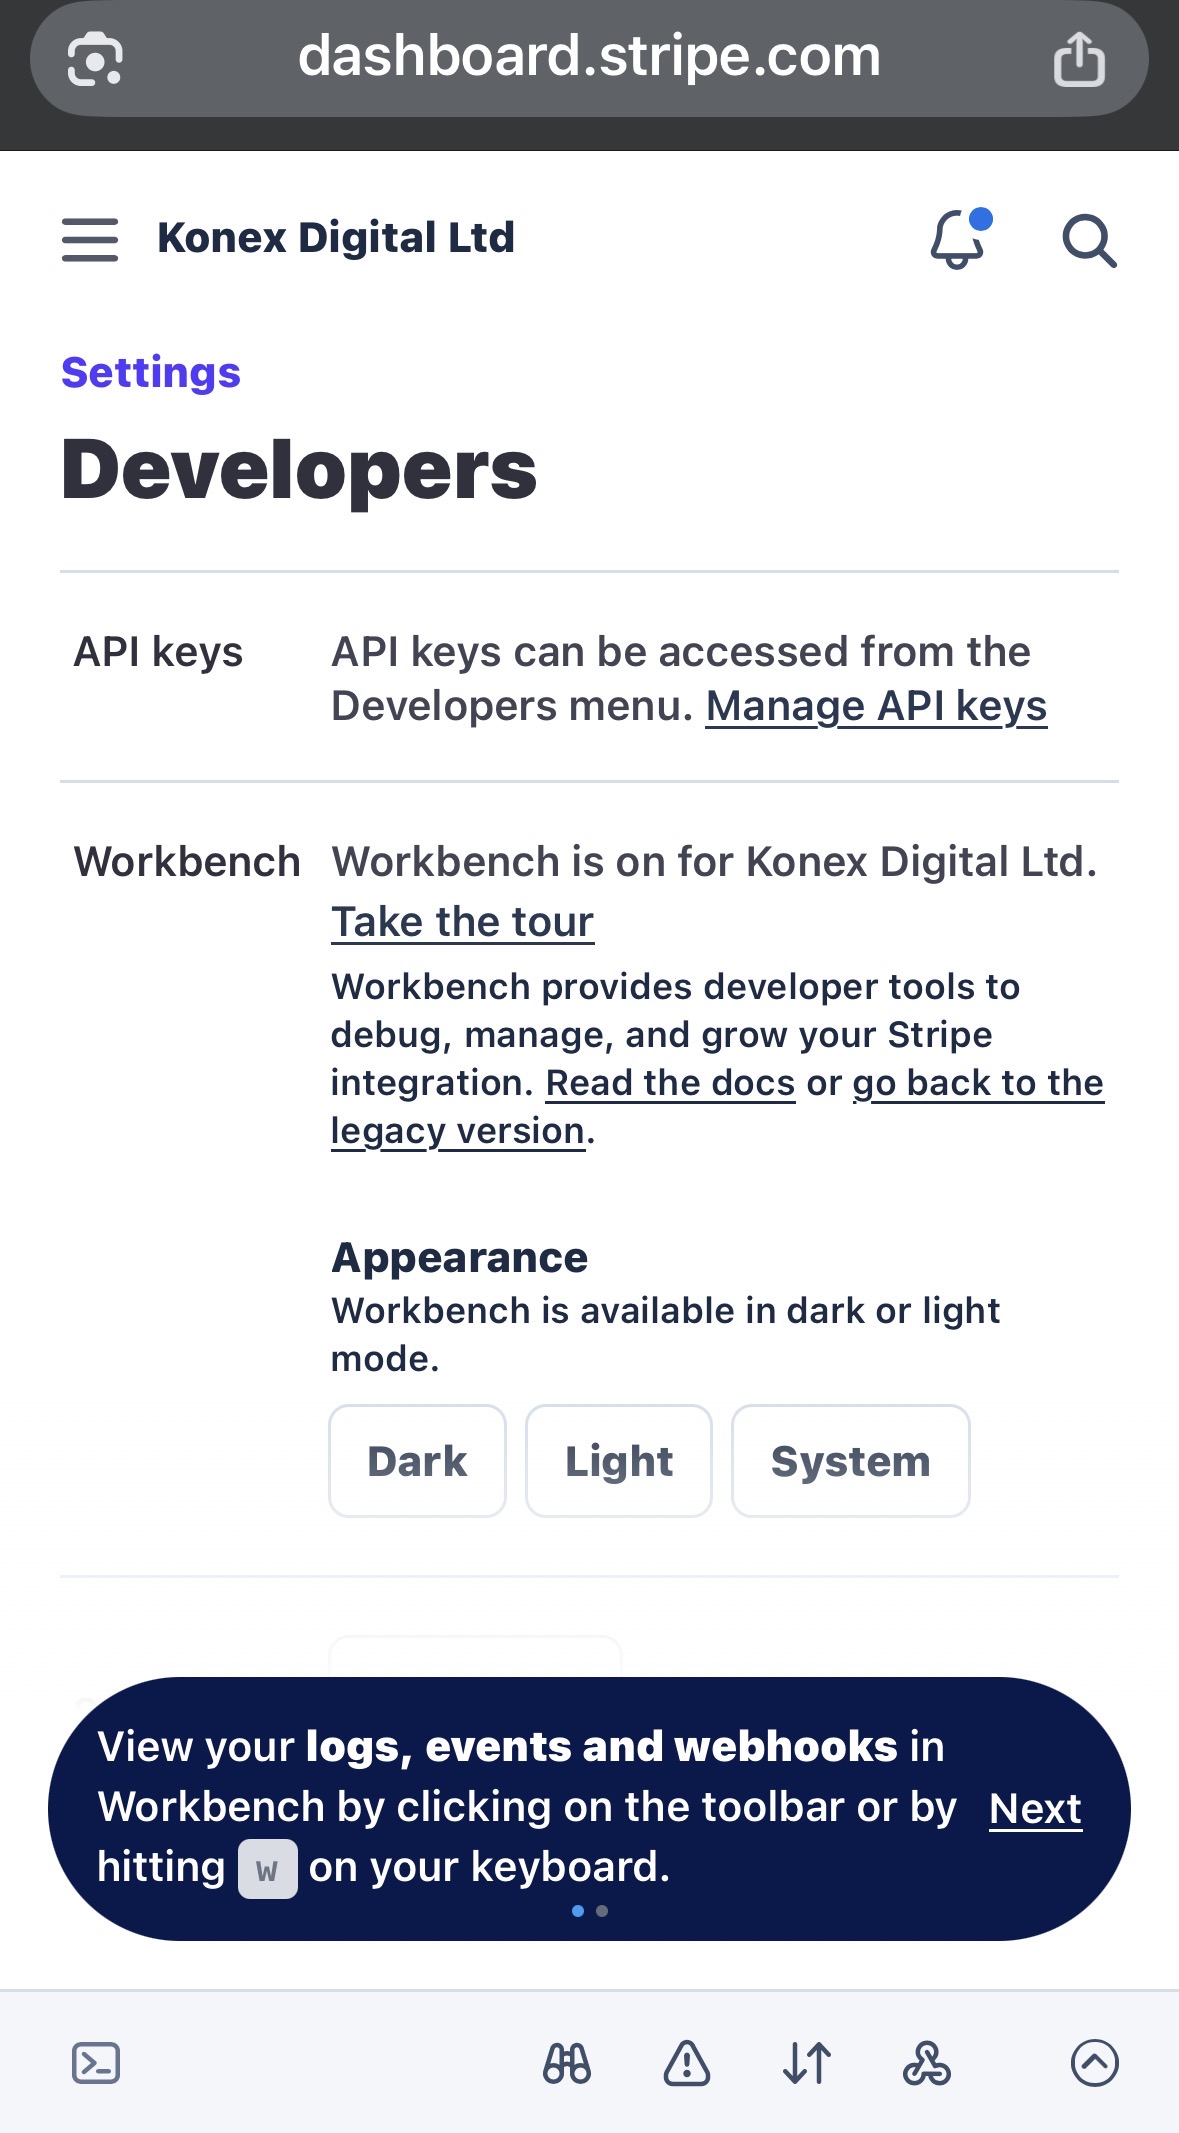 dashboard.stripe.com
Konex Digital Ltd
Settings
Developers
API keys
API keys can be accessed from the
Developers menu. Manage API keys
Workbench
Workbench is on for Konex Digital Ltd.
Take the tour
Workbench provides developer tools to
debug, manage, and grow your Stripe
integration. Read the docs or go back to the
legacy version.
Appearance
Workbench is available in dark or light
mode.
Dark
Light
System
View your logs, events and webhooks in
Workbench by clicking on the toolbar or by
hitting W on your keyboard.
Next